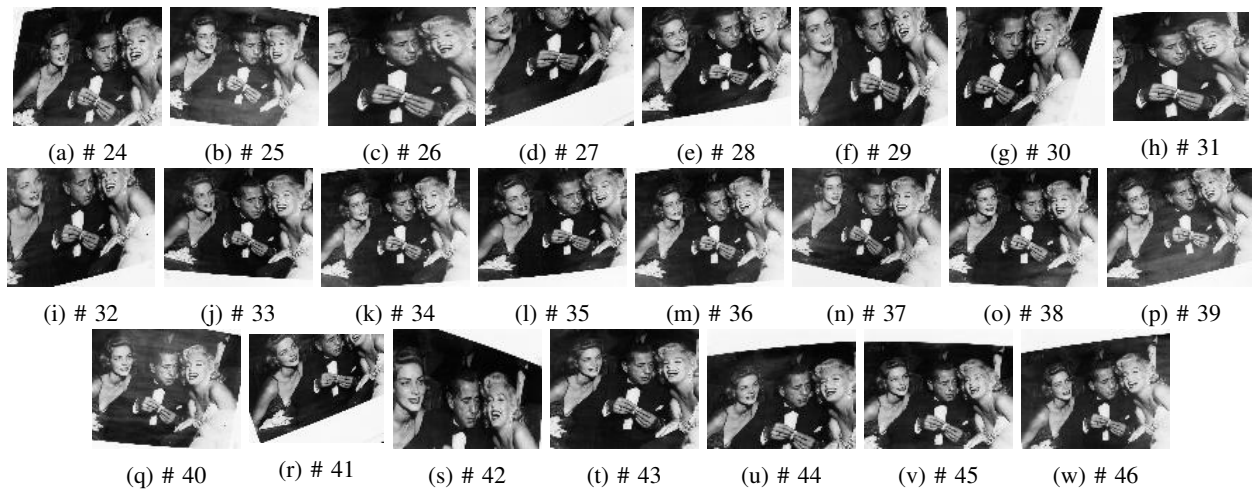 (a) # 24 (b) # 25 (c) # 26 (d) # 27 (e) # 28 (f) # 29 (g) # 30 (h) # 31
(i) # 32 (j) # 33 (k) # 34 (l) # 35 (m) # 36 (n) # 37 (o) # 38 (p) # 39
(q) # 40 (r) # 41 (s) # 42 (t) # 43 (u) # 44 (v) # 45 (w) # 46